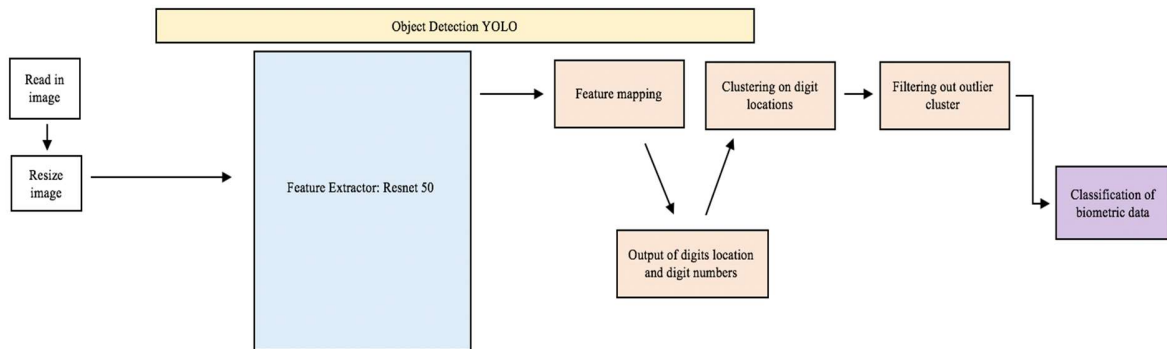 Object Detection YOLO
Read in
image
Resize
image
Feature Extractor: Resnet 50
Feature mapping
Output of digits location
and digit numbers
Clustering on digit
locations
Filtering out outlier
cluster
Classification of
biometric data